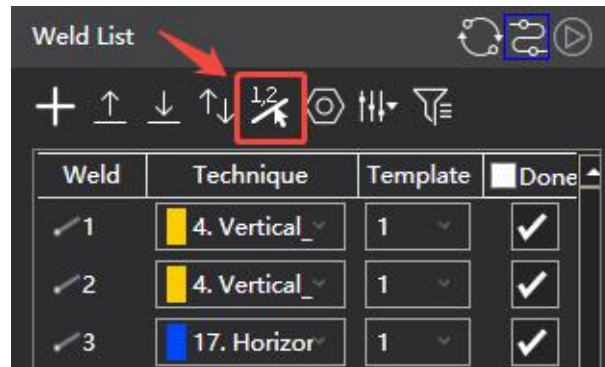 Weld List
1,2
Weld Technique Template Done
1 4. Vertical_ 1
2 4. Vertical_ 1
3 17. Horizor 1